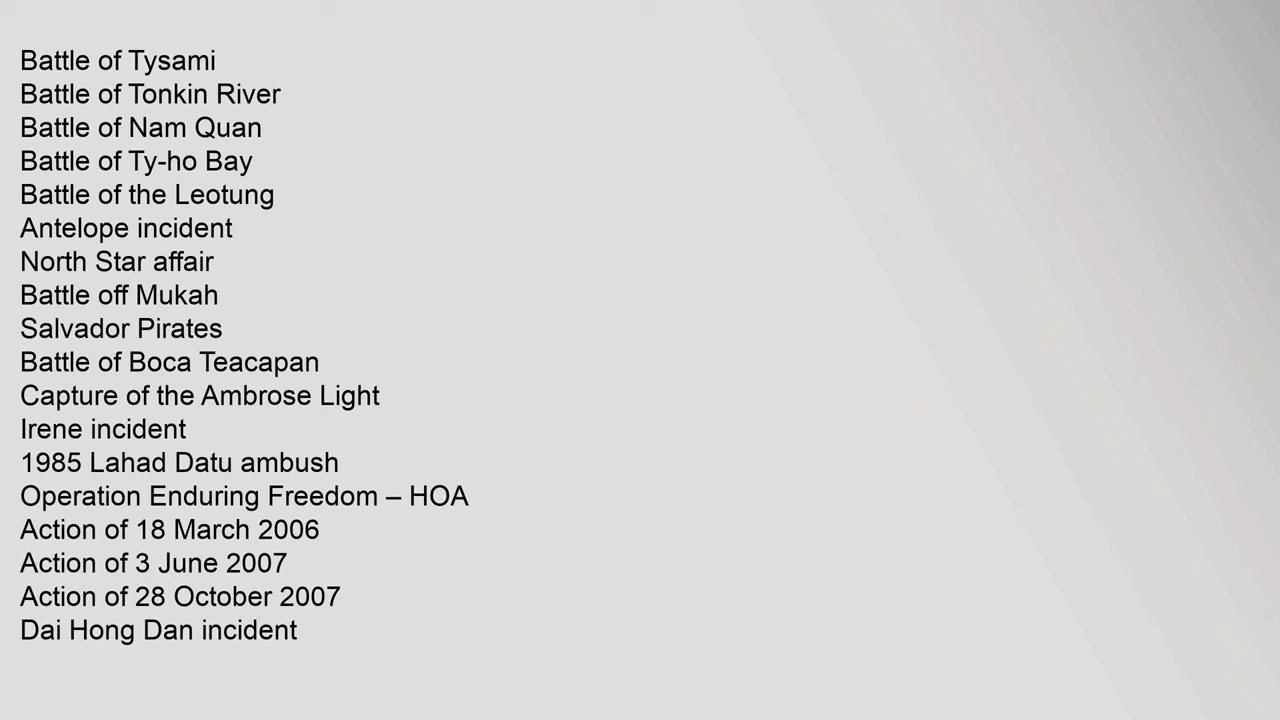 Battle of Tysami
Battle of Tonkin River
Battle of Nam Quan
Battle of Ty-ho Bay
Battle of the Leotung
Antelope incident
North Star affair
Battle off Mukah
Salvador Pirates
Battle of Boca Teacapan
Capture of the Ambrose Light
Irene incident
1985 Lahad Datu ambush
Operation Enduring Freedom – HOA
Action of 18 March 2006
Action of 3 June 2007
Action of 28 October 2007
Dai Hong Dan incident